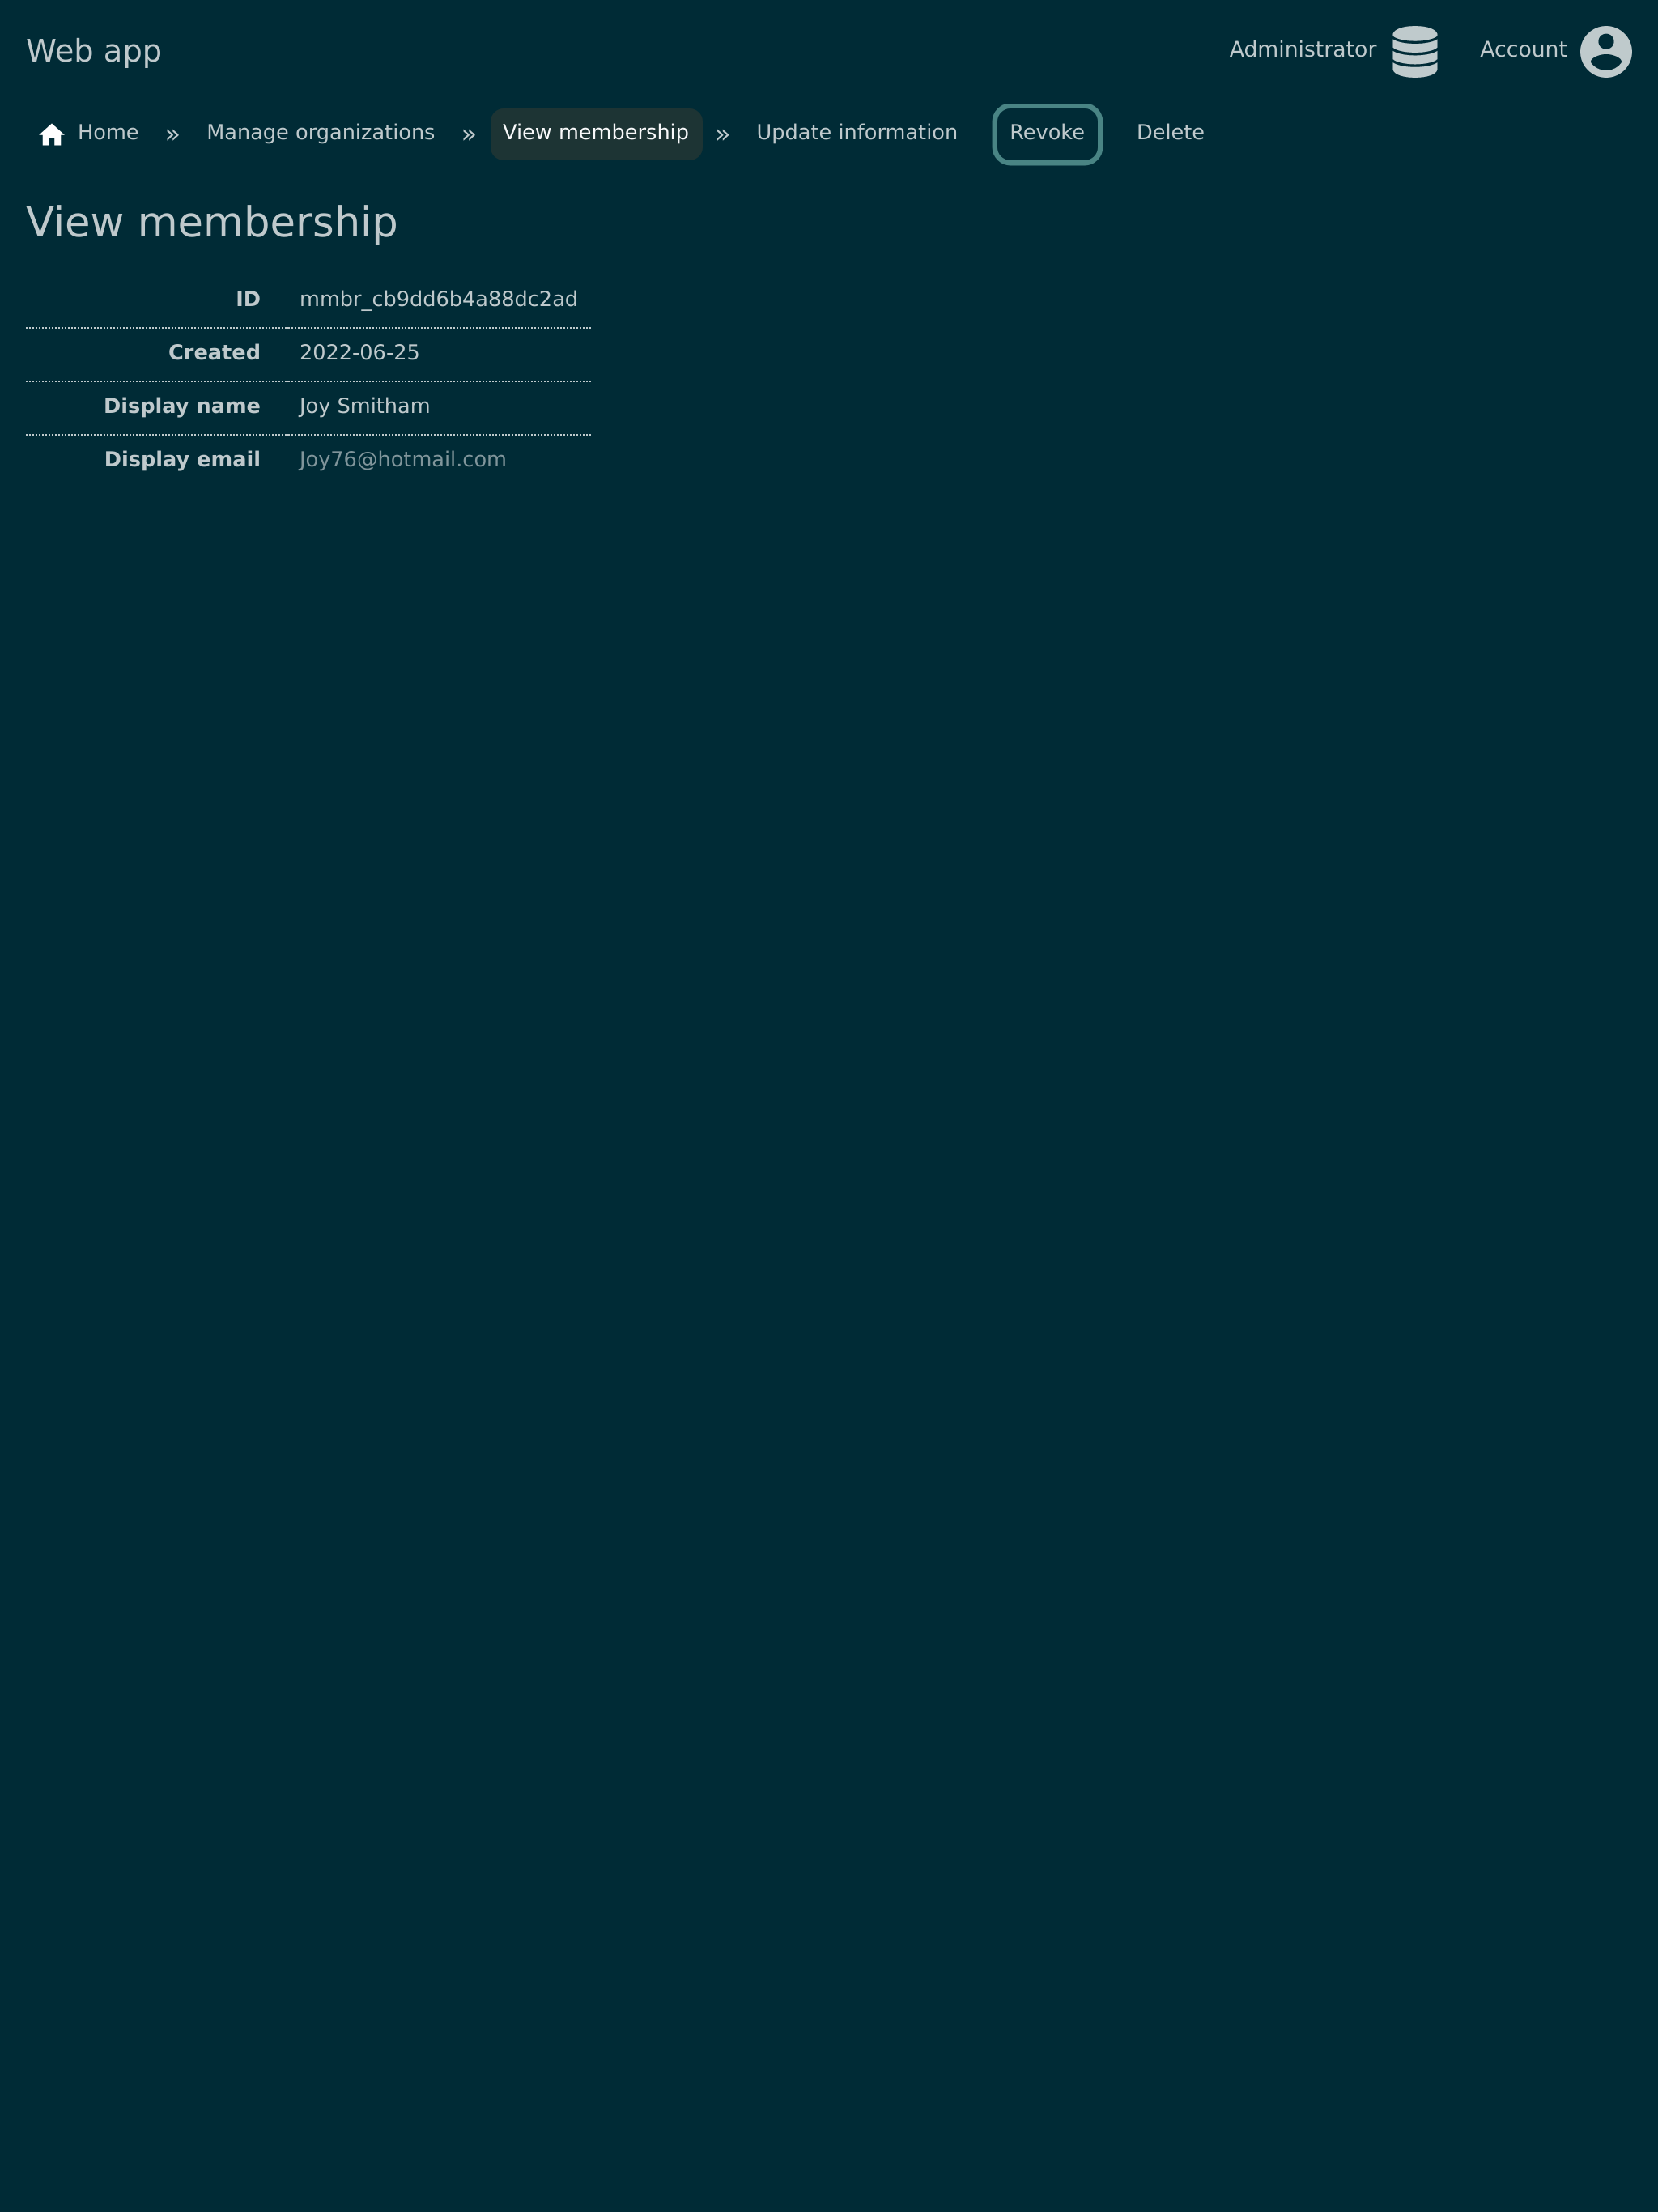 Web app
Administrator
Account
Home » Manage organizations » View membership » Update information Revoke Delete
View membership
ID mmbr_cb9dd6b4a88dc2ad
Created 2022-06-25
Display name Joy Smitham
Display email Joy76@hotmail.com